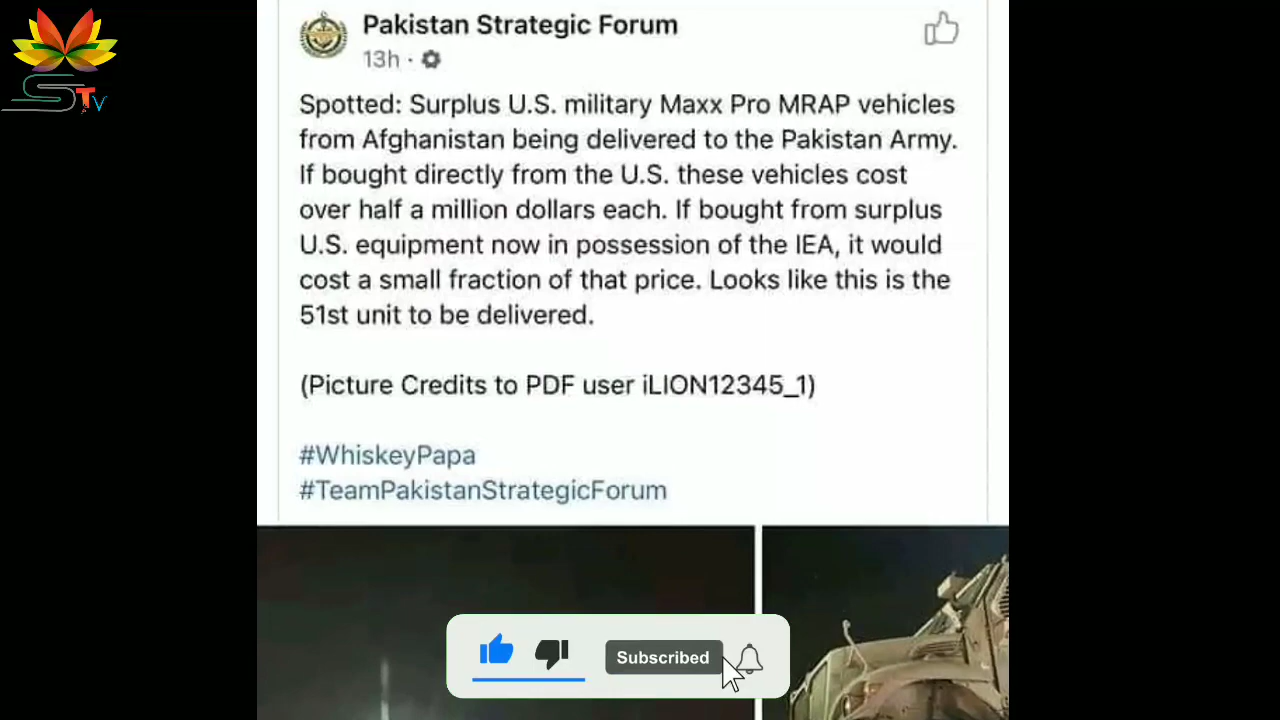 STV
Pakistan Strategic Forum
13h ·
Spotted: Surplus U.S. military Maxx Pro MRAP vehicles
from Afghanistan being delivered to the Pakistan Army.
If bought directly from the U.S. these vehicles cost
over half a million dollars each. If bought from surplus
U.S. equipment now in possession of the IEA, it would
cost a small fraction of that price. Looks like this is the
51st unit to be delivered.
(Picture Credits to PDF user iLION12345_1)
#WhiskeyPapa
#TeamPakistanStrategicForum
Subscribed